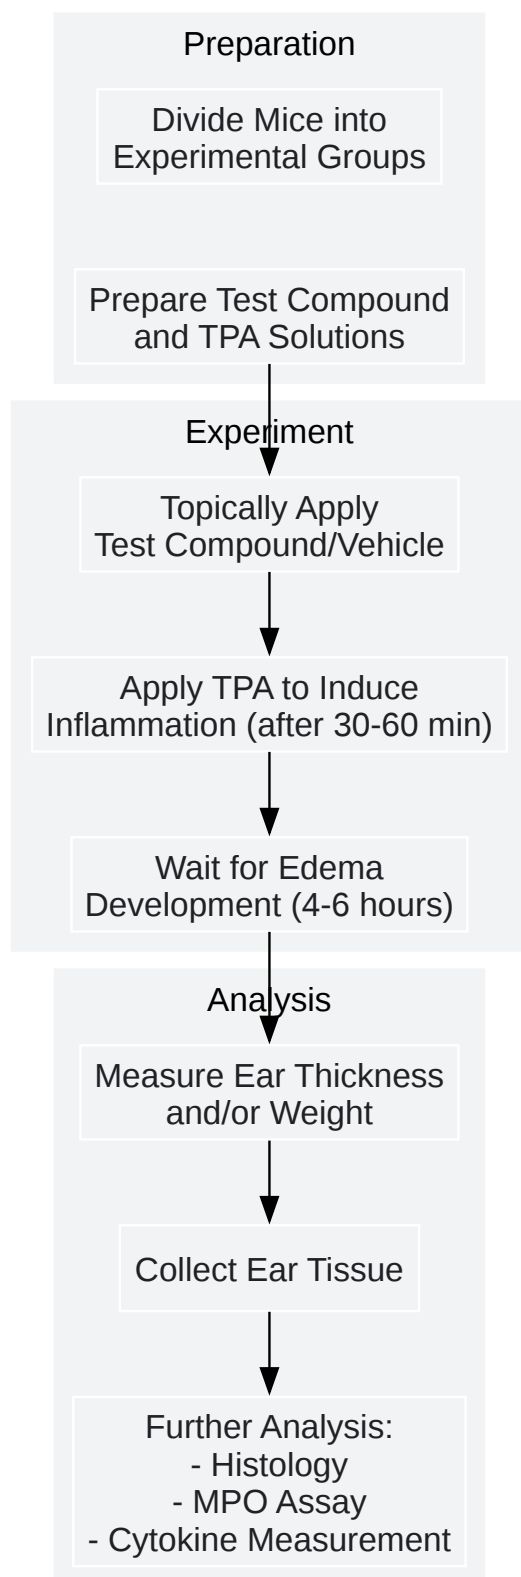 Preparation
Divide Mice into
Experimental Groups
Prepare Test Compound
and TPA Solutions
Experiment
Topically Apply
Test Compound/Vehicle
Apply TPA to Induce
Inflammation (after 30-60 min)
Wait for Edema
Development (4-6 hours)
Analysis
Measure Ear Thickness
and/or Weight
Collect Ear Tissue
Further Analysis:
- Histology
- MPO Assay
- Cytokine Measurement